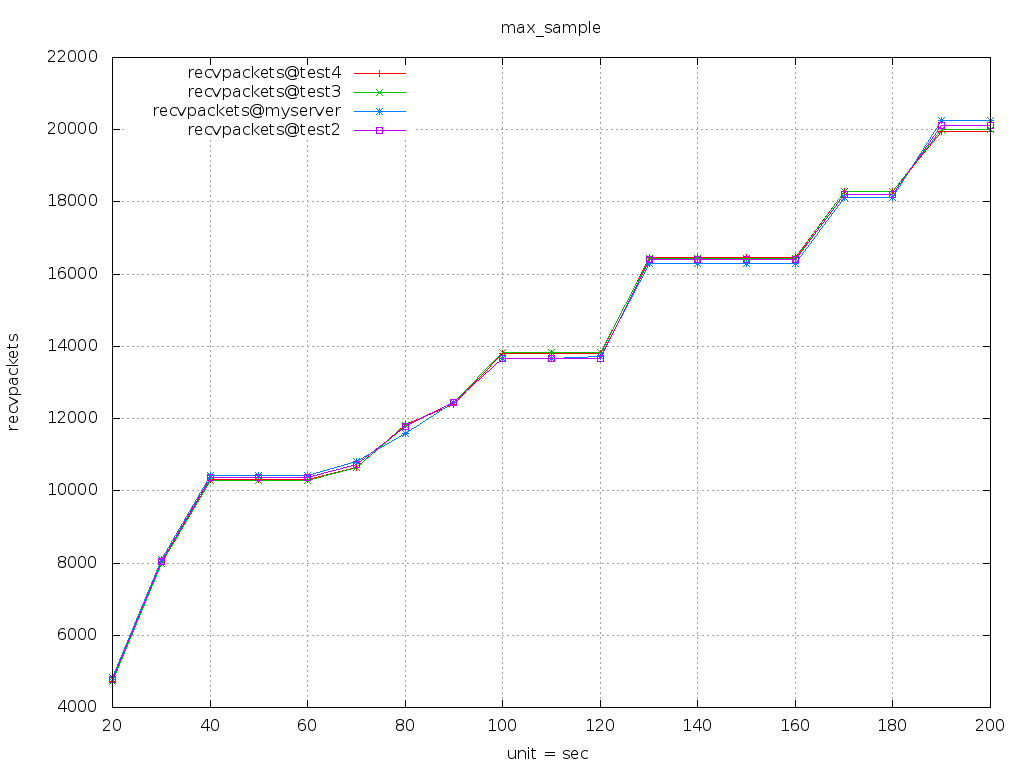 max_sample
22000
20000
18000
16000
14000
12000
10000
8000
6000
4000
recvpackets@test4
recvpackets@test3
recvpackets@myserver
recvpackets@test2
recvpackets
20 40 60 80 100 120 140 160 180 200
unit = sec